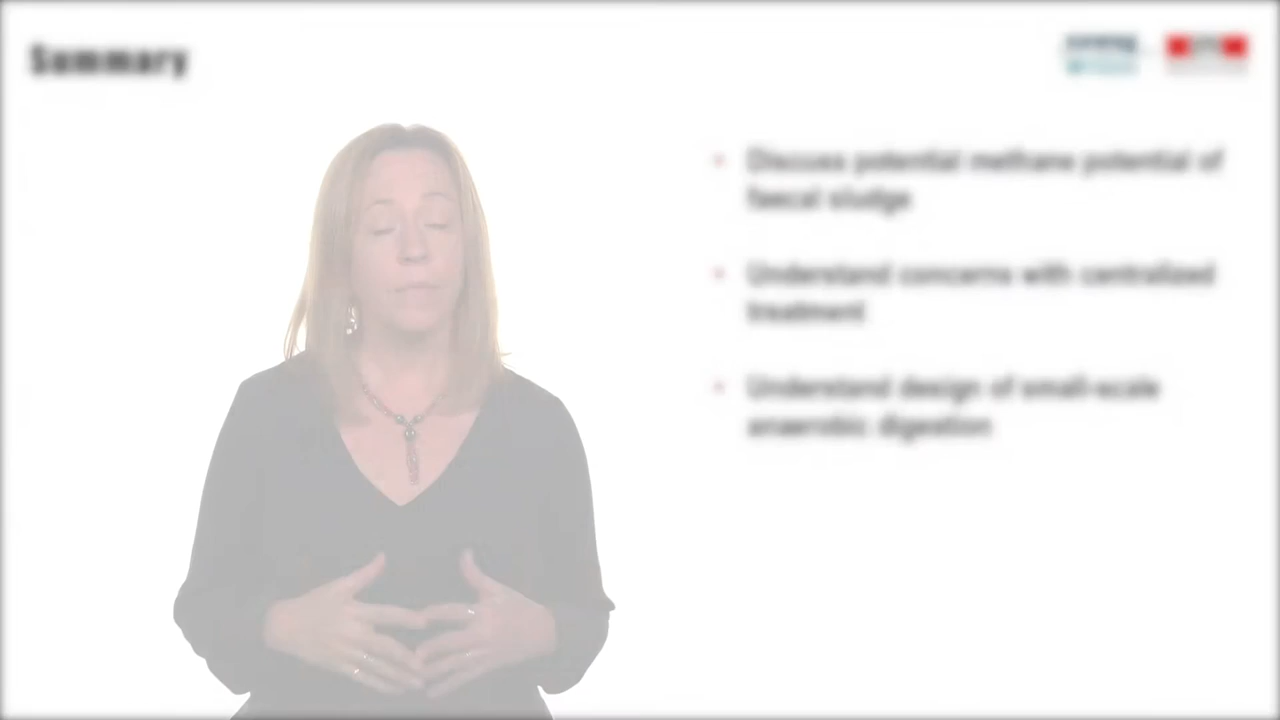 Summary
• Discuss potential methane potential of
faecal sludge
• Understand concerns with centralized
treatment
• Understand design of small-scale
anaerobic digestion